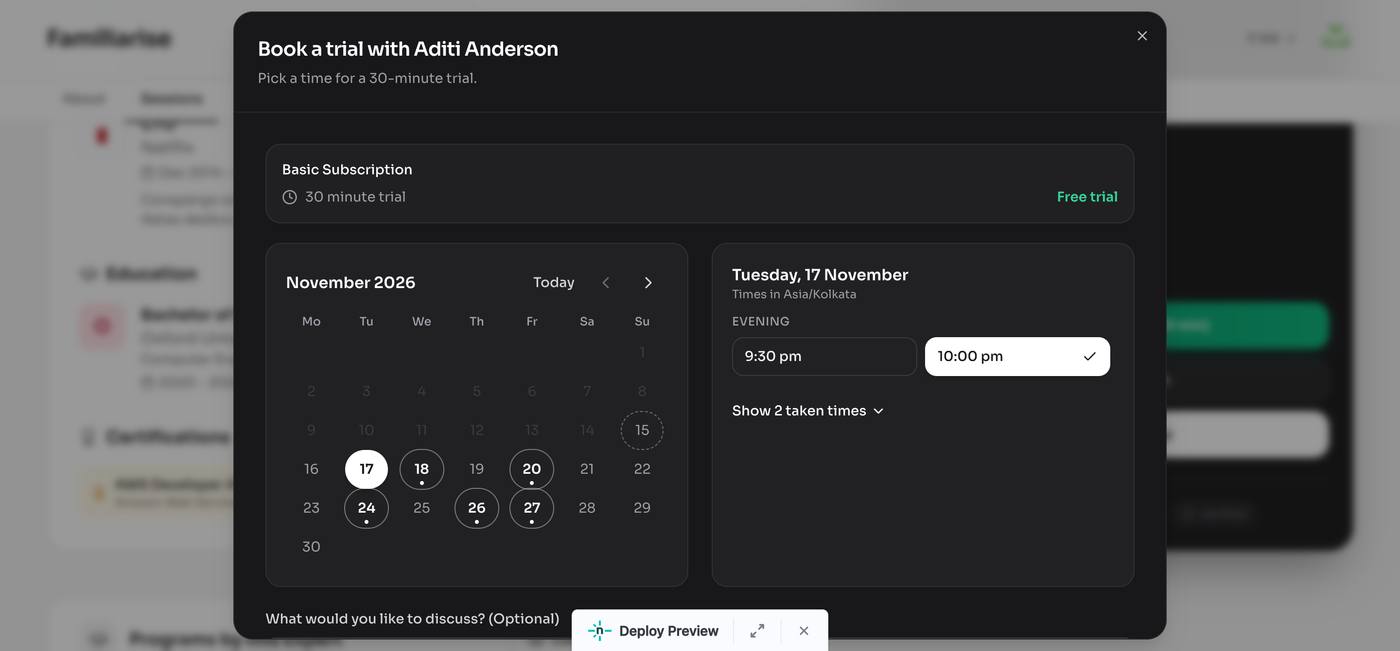 Familiarise
Book a trial with Aditi Anderson
Pick a time for a 30-minute trial.
About
Sessions
Basic Subscription
30 minute trial
Free trial
November 2026
Today
Mo Tu We Th Fr Sa Su
1
2 3 4 5 6 7 8
9 10 11 12 13 14 15
16 17 18 19 20 21 22
23 24 25 26 27 28 29
30
Tuesday, 17 November
Times in Asia/Kolkata
EVENING
9:30 pm
10:00 pm
Show 2 taken times
Education
Certifications
What would you like to discuss? (Optional)
Deploy Preview